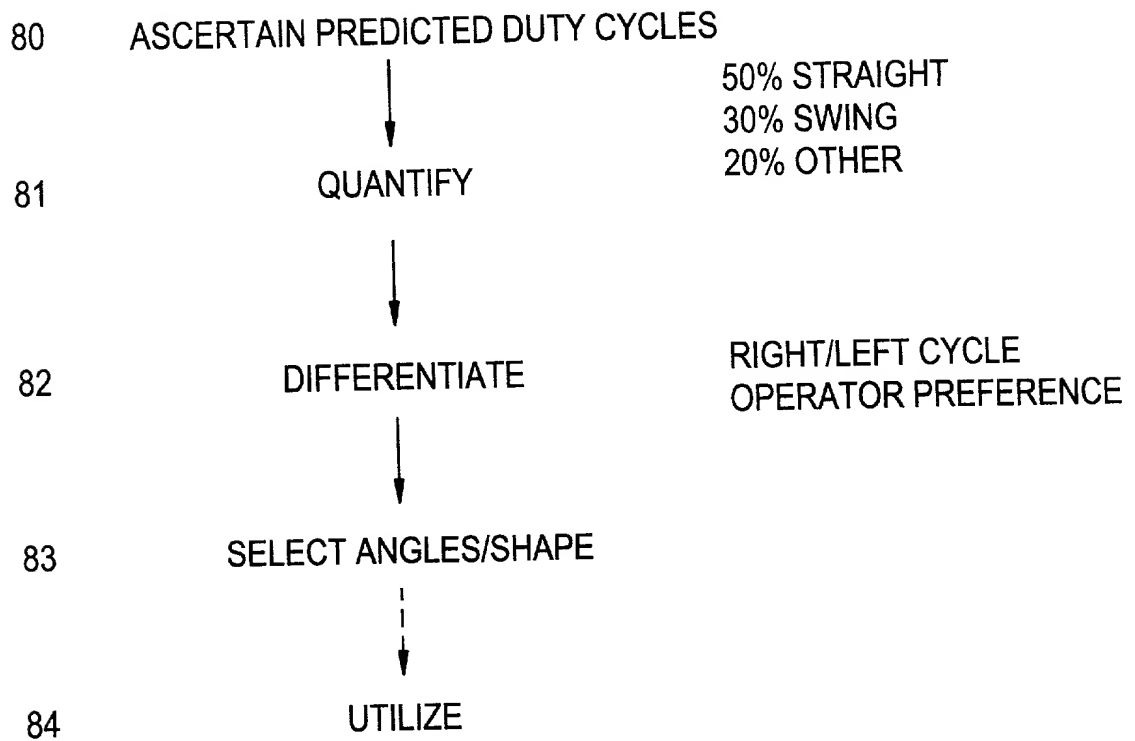 80 ASCERTAIN PREDICTED DUTY CYCLES
50% STRAIGHT
30% SWING
20% OTHER
81 QUANTIFY
82 DIFFERENTIATE
RIGHT/LEFT CYCLE
OPERATOR PREFERENCE
83 SELECT ANGLES/SHAPE
84 UTILIZE